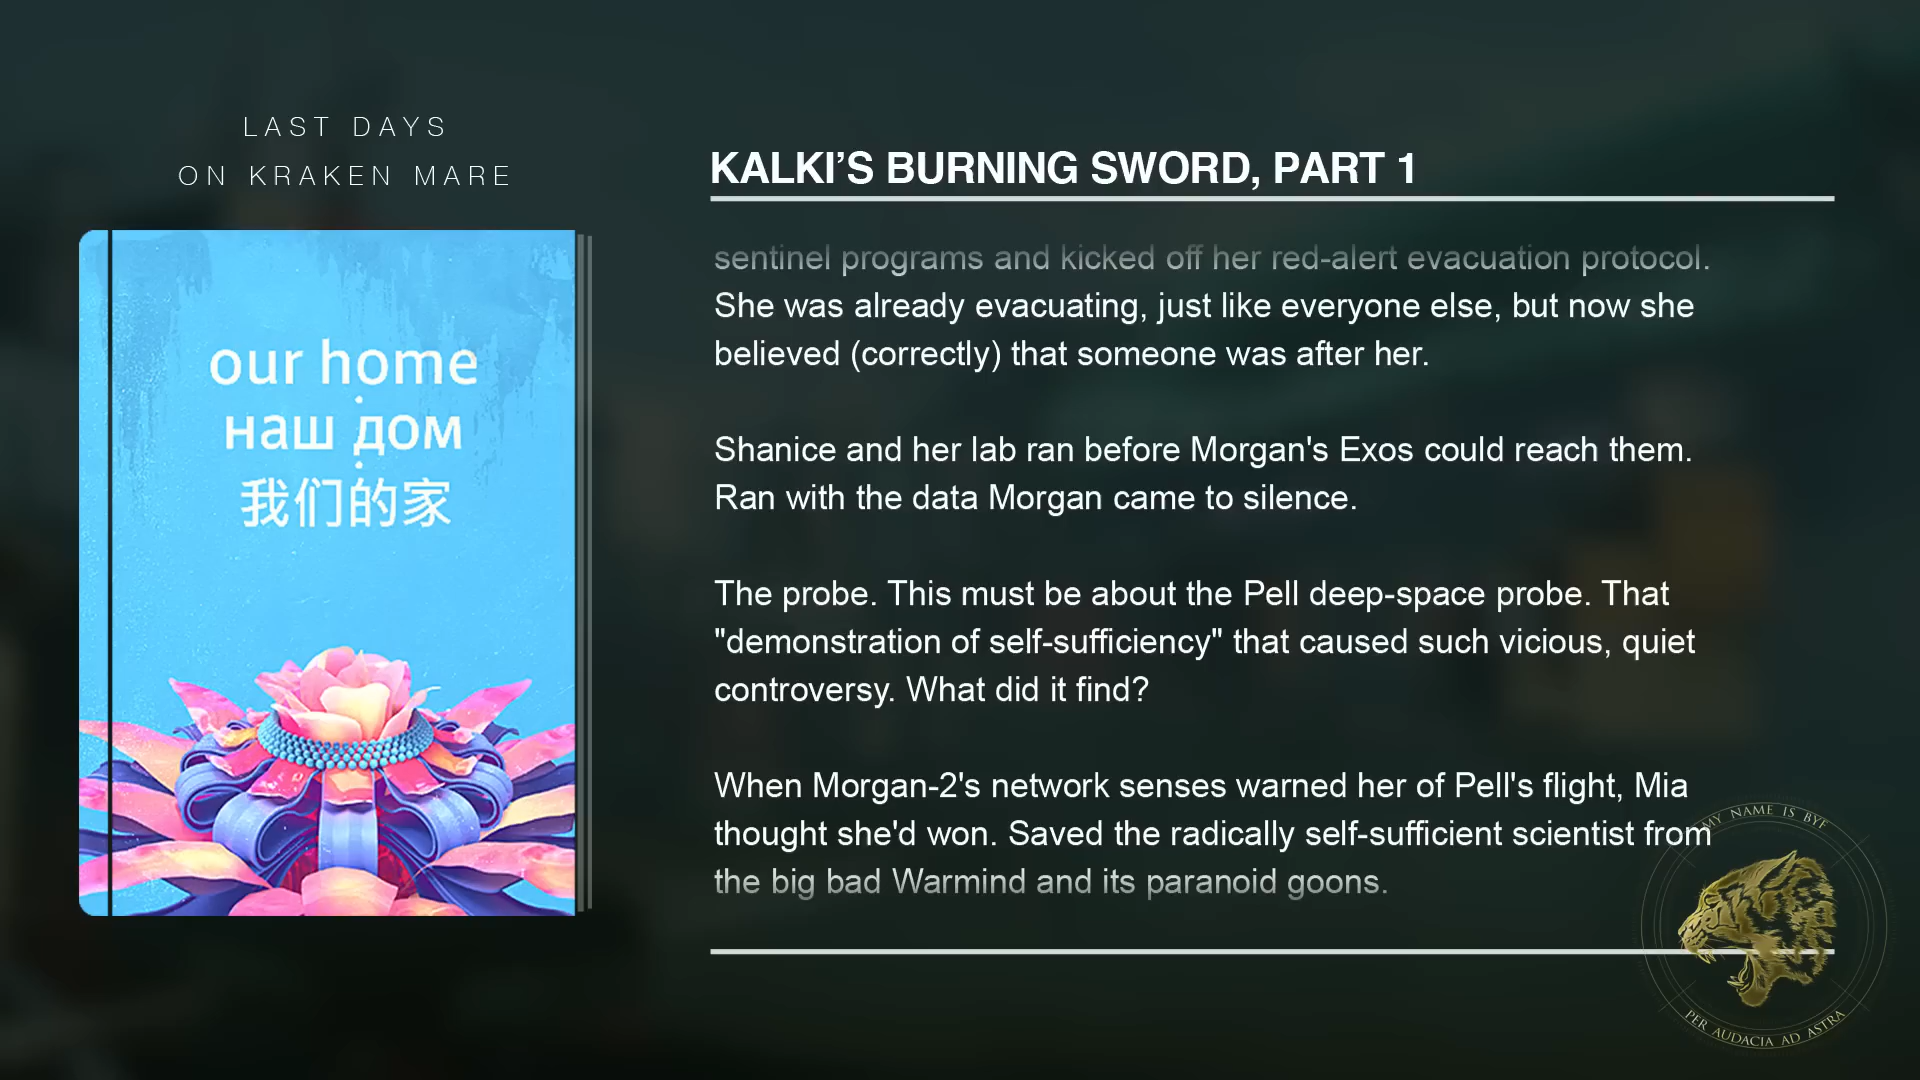 LAST DAYS
ON KRAKEN MARE
our home
наш дом
我们的家
KALKI’S BURNING SWORD, PART 1
sentinel programs and kicked off her red-alert evacuation protocol.
She was already evacuating, just like everyone else, but now she
believed (correctly) that someone was after her.
Shanice and her lab ran before Morgan's Exos could reach them.
Ran with the data Morgan came to silence.
The probe. This must be about the Pell deep-space probe. That
"demonstration of self-sufficiency" that caused such vicious, quiet
controversy. What did it find?
When Morgan-2's network senses warned her of Pell's flight, Mia
thought she'd won. Saved the radically self-sufficient scientist from
the big bad Warmind and its paranoid goons.
MY NAME IS BYF
PER AUDACIA AD ASTRA